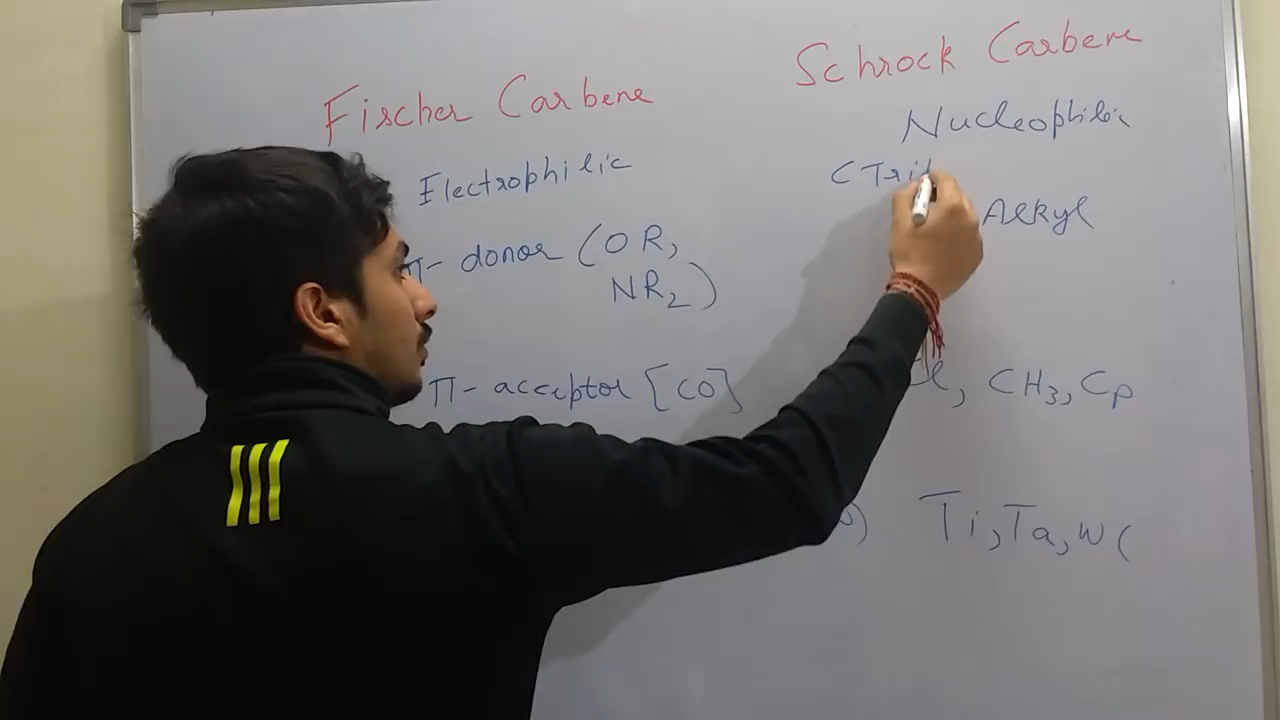 Fischer Carbene
Electrophilic
π- donor (OR,
NR₂)
π- acceptor [CO]
Schrock Carbene
Nucleophilic
Alkyl
CH₃, Cp
Ti, Ta, W (